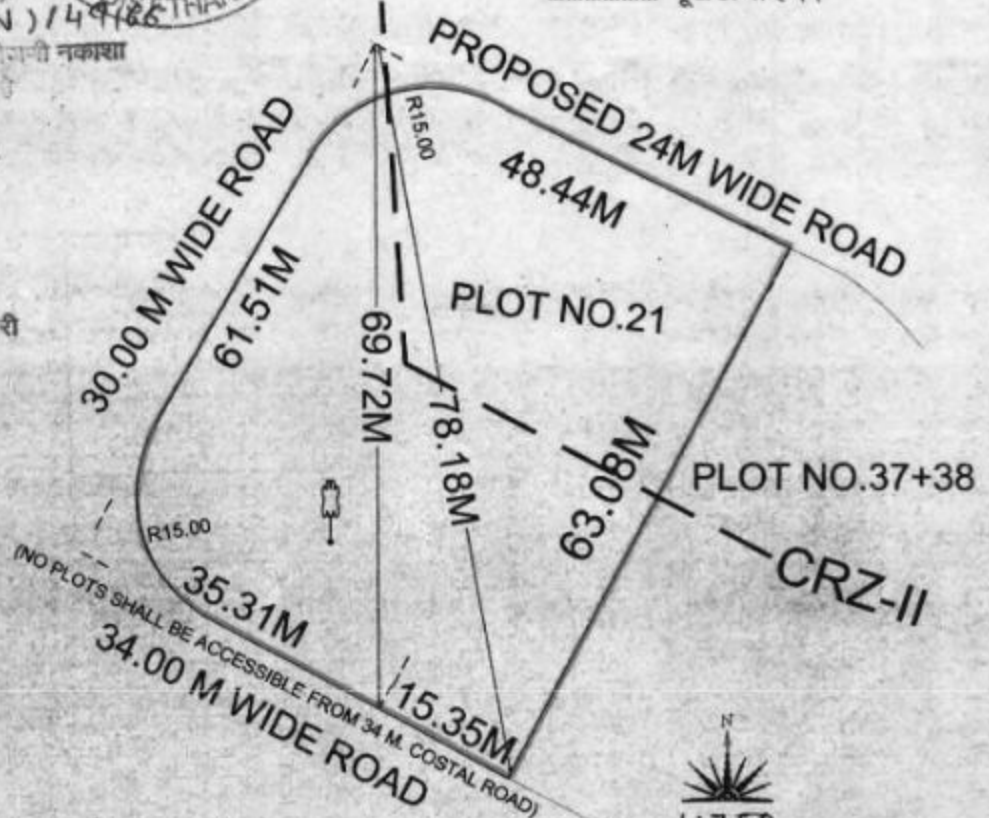 नकाशा
PROPOSED 24M WIDE ROAD
R15.00
48.44M
30.00 M WIDE ROAD
61.51M
PLOT NO.21
69.72M
78.18M
63.08M
PLOT NO.37+38
R15.00
CRZ-II
35.31M
15.35M
(NO PLOTS SHALL BE ACCESSIBLE FROM 34 M. COSTAL ROAD)
34.00 M WIDE ROAD
N